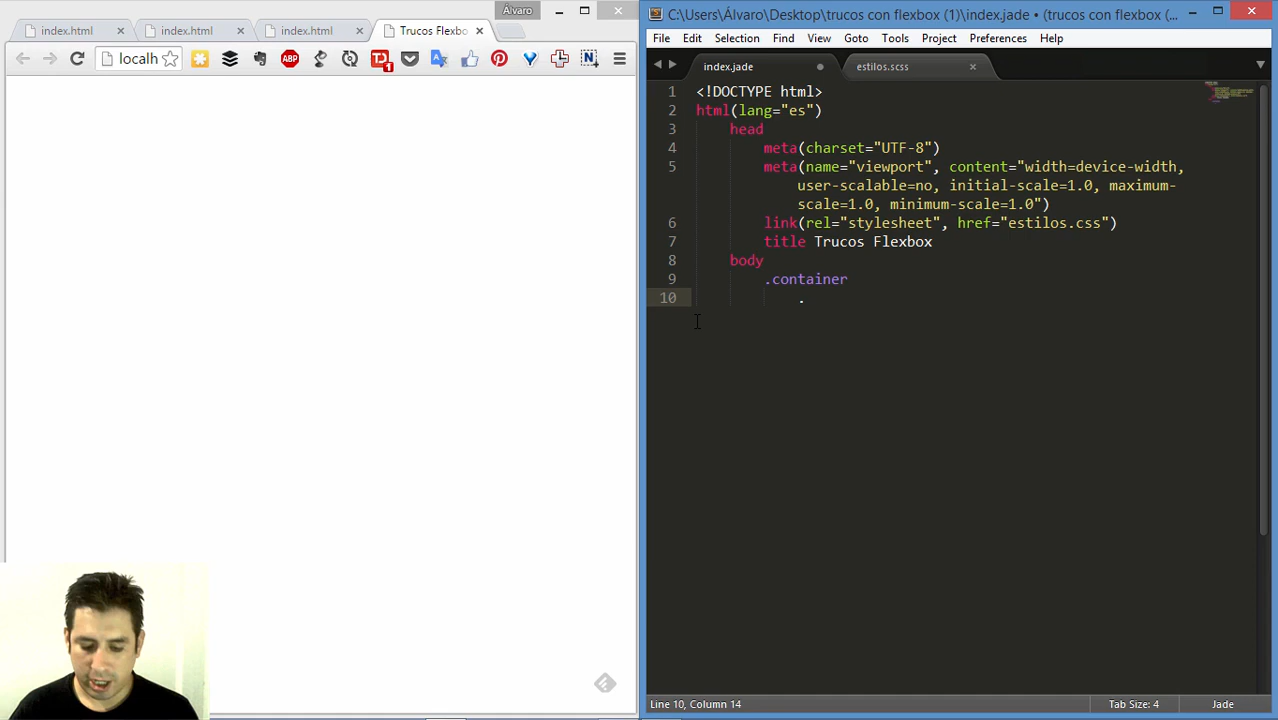 Álvaro
index.html
index.html
index.html
Trucos Flexbo
localh
ABP
1
N
C:\Users\Álvaro\Desktop\trucos con flexbox (1)\index.jade • (trucos con flexbox (...
File Edit Selection Find View Goto Tools Project Preferences Help
index.jade
estilos.scss
1 <!DOCTYPE html>
2 html(lang="es")
3 head
4 meta(charset="UTF-8")
5 meta(name="viewport", content="width=device-width,
user-scalable=no, initial-scale=1.0, maximum-
scale=1.0, minimum-scale=1.0")
6 link(rel="stylesheet", href="estilos.css")
7 title Trucos Flexbox
8 body
9 .container
10 .
Line 10, Column 14
Tab Size: 4
Jade